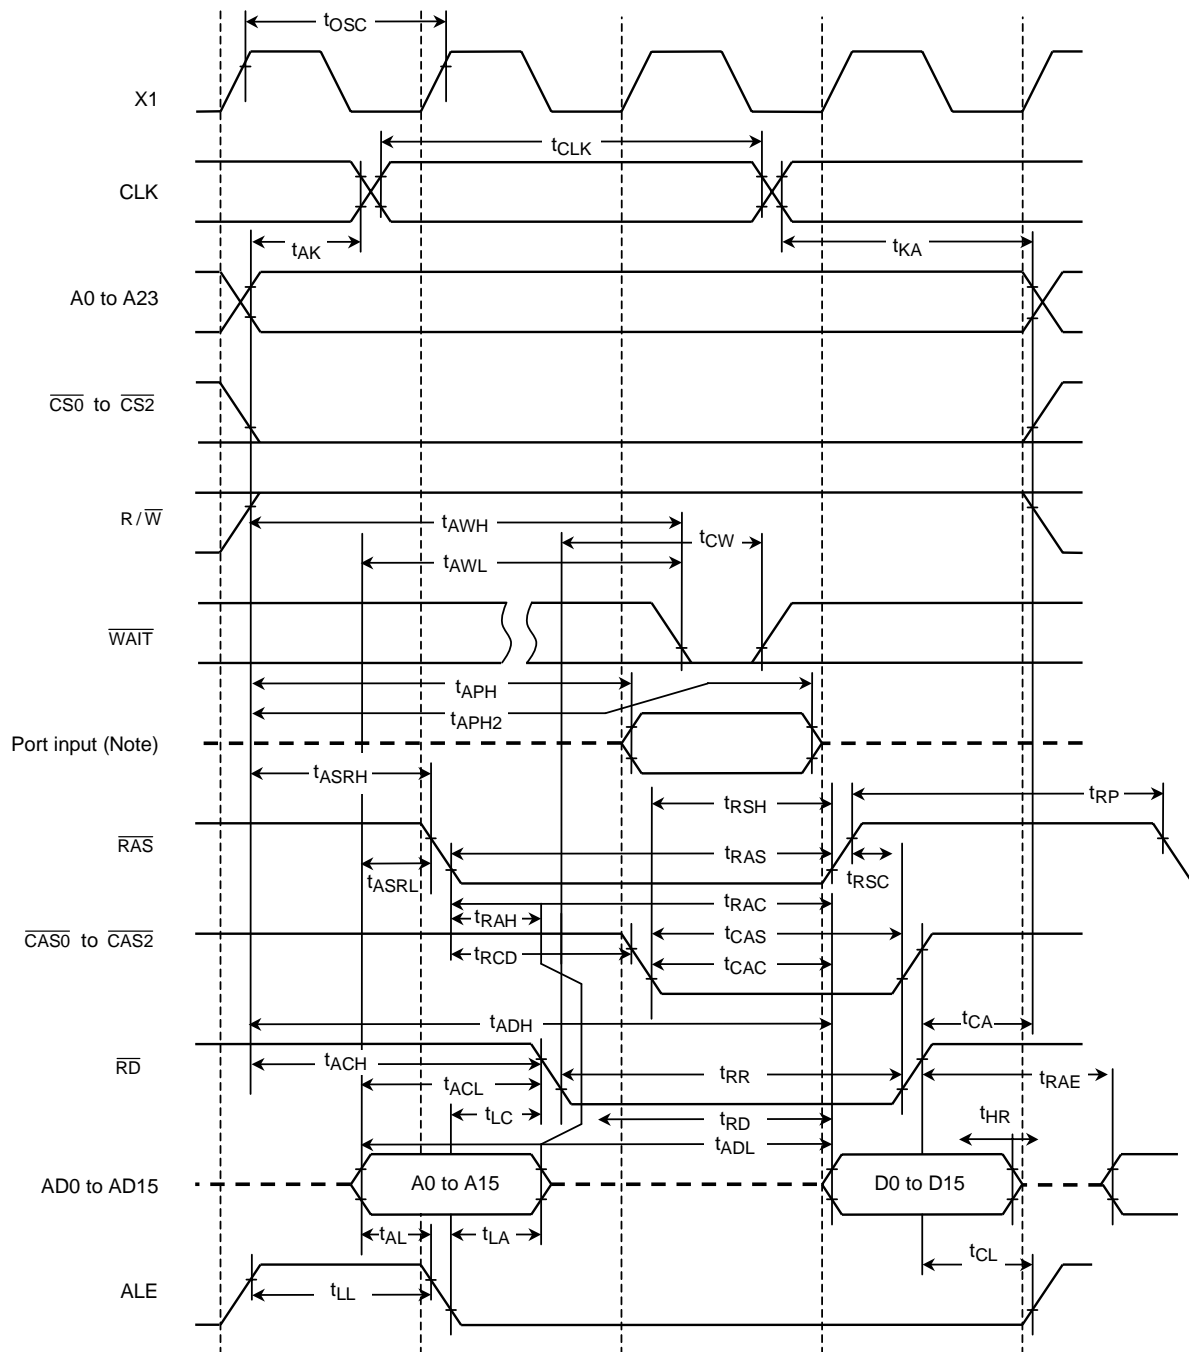 tOSC
X1
tCLK
CLK
tAK
tKA
A0 to A23
CS0 to CS2
R/W
tAWH
tCW
tAWL
WAIT
tAPH
tAPH2
Port input (Note)
tASRH
tRSH
tRP
RAS
tRAS
tASRL
tRSC
tRAC
tRAH
CAS0 to CAS2
tCAS
tRCD
tCAC
tADH
tCA
RD
tACH
tRR
tACL
tRAE
tLC
tRD
tHR
tADL
AD0 to AD15
A0 to A15
D0 to D15
tAL
tLA
tCL
ALE
tLL